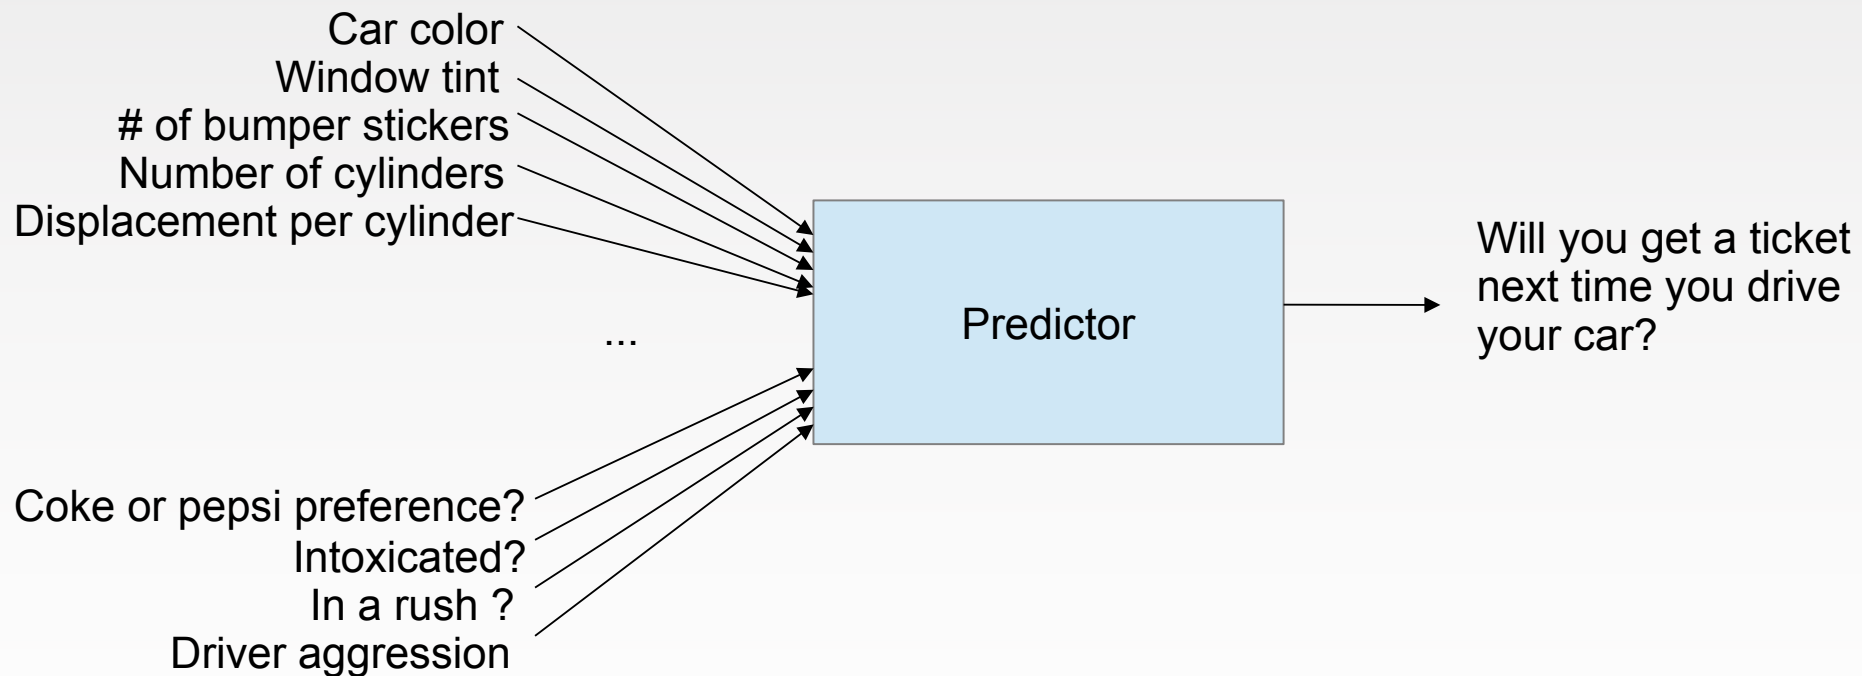 Car color
Window tint
# of bumper stickers
Number of cylinders
Displacement per cylinder
...
Coke or pepsi preference?
Intoxicated?
In a rush ?
Driver aggression
Predictor
Will you get a ticket
next time you drive
your car?